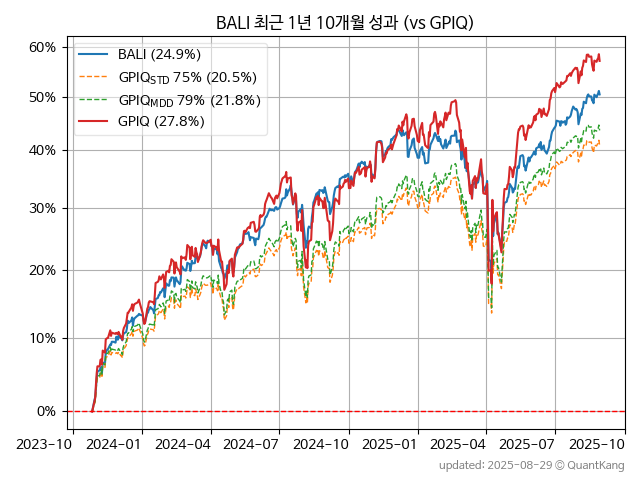 BALI 최근 1년 10개월 성과 (vs GPIQ)
60%
50%
40%
30%
20%
10%
0%
BALI (24.9%)
GPIQSTD 75% (20.5%)
GPIQMDD 79% (21.8%)
GPIQ (27.8%)
2023-10 2024-01 2024-04 2024-07 2024-10 2025-01 2025-04 2025-07 2025-10
updated: 2025-08-29 © QuantKang